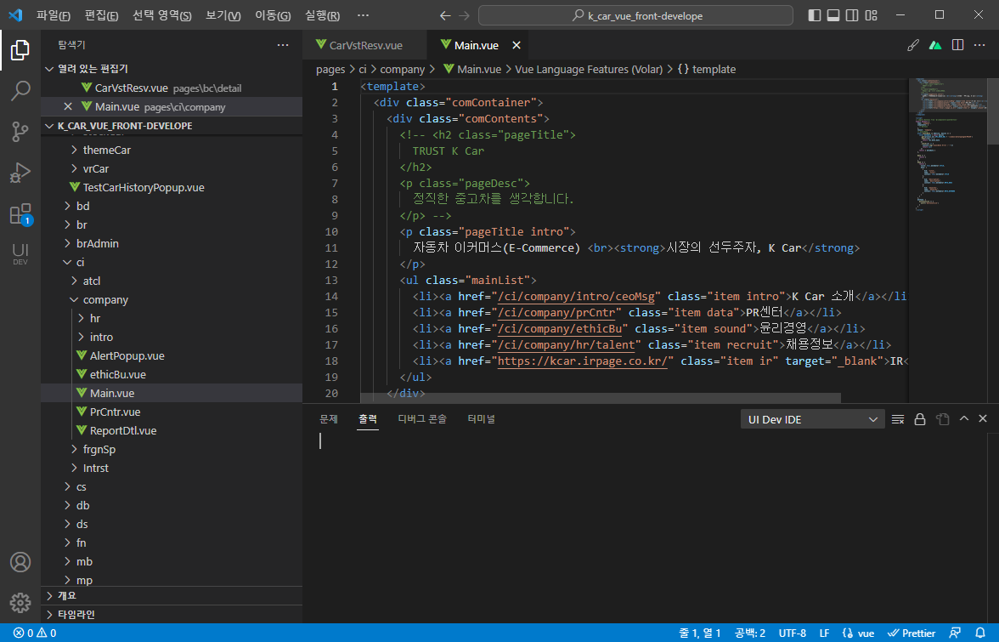 파일(F) 편집(E) 선택 영역(S) 보기(V) 이동(G) 실행(R) ··· k_car_vue_front-develope
탐색기 ···
열려 있는 편집기
CarVstResv.vue pages\bc\detail
Main.vue pages\ci\company
K_CAR_VUE_FRONT-DEVELOPE
themeCar
vrCar
TestCarHistoryPopup.vue
bd
br
brAdmin
ci
atcl
company
hr
intro
AlertPopup.vue
ethicBu.vue
Main.vue
PrCntr.vue
ReportDtl.vue
frgnSp
Intrst
cs
db
ds
fn
mb
mp
개요
타임라인
1
UI
DEV
CarVstResv.vue Main.vue
pages > ci > company > Main.vue > Vue Language Features (Volar) > {} template
1 <template>
2 <div class="comContainer">
3 <div class="comContents">
4 <!-- <h2 class="pageTitle">
5 TRUST K Car
6 </h2>
7 <p class="pageDesc">
8 정직한 중고차를 생각합니다.
9 </p> -->
10 <p class="pageTitle intro">
11 자동차 이커머스(E-Commerce) <br><strong>시장의 선두주자, K Car</strong>
12 </p>
13 <ul class="mainList">
14 <li><a href="/ci/company/intro/ceoMsg" class="item intro">K Car 소개</a></li
15 <li><a href="/ci/company/prCntr" class="item data">PR센터</a></li>
16 <li><a href="/ci/company/ethicBu" class="item sound">윤리경영</a></li>
17 <li><a href="/ci/company/hr/talent" class="item recruit">채용정보</a></li>
18 <li><a href="https://kcar.irpage.co.kr/" class="item ir" target="_blank">IR<
19 </ul>
20 </div>
문제 출력 디버그 콘솔 터미널 UI Dev IDE
0 0 줄 1, 열 1 공백: 2 UTF-8 LF {} vue Prettier